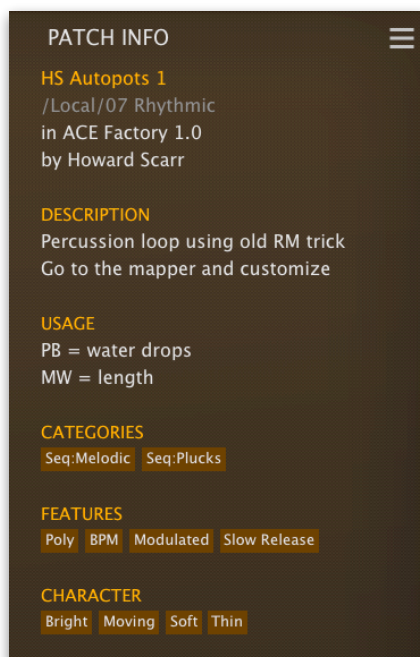 PATCH INFO
HS Autopots 1
/Local/07 Rhythmic
in ACE Factory 1.0
by Howard Scarr
DESCRIPTION
Percussion loop using old RM trick
Go to the mapper and customize
USAGE
PB = water drops
MW = length
CATEGORIES
Seq:Melodic Seq:Plucks
FEATURES
Poly BPM Modulated Slow Release
CHARACTER
Bright Moving Soft Thin